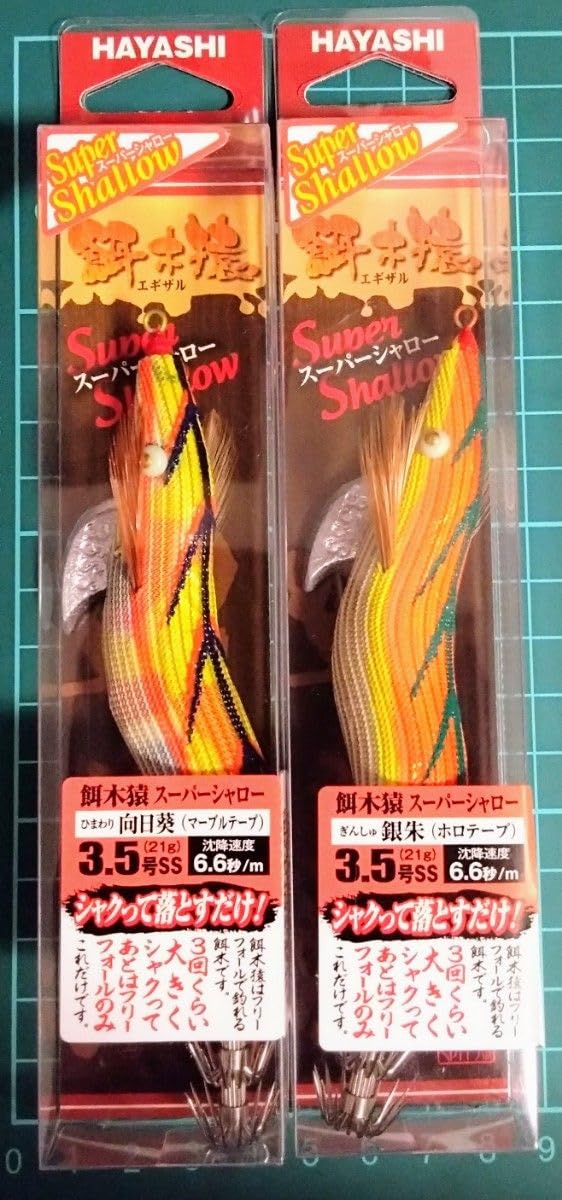 HAYASHI
Super
スーパーシャロー
Shallow
餌木猿
エギザル
Super
スーパーシャロー
Shallow
餌木猿 スーパーシャロー
ひまわり 向日葵 (マーブルテープ)
3.5号SS
(21g)
沈降速度
6.6秒/m
シャクって落とすだけ!
餌木猿はフリー
フォールで釣れる
餌木です。
3回くらい
大きく
シャクって
あとはフリー
フォールのみ
これだけです。
HAYASHI
Super
スーパーシャロー
Shallow
餌木猿
エギザル
Super
スーパーシャロー
Shallow
餌木猿 スーパーシャロー
ぎんしゅ 銀朱 (ホロテープ)
3.5号SS
(21g)
沈降速度
6.6秒/m
シャクって落とすだけ!
餌木猿はフリー
フォールで釣れる
餌木です。
3回くらい
大きく
シャクって
あとはフリー
フォールのみ
これだけです。
0 1 2 3 5 6 7 8 9